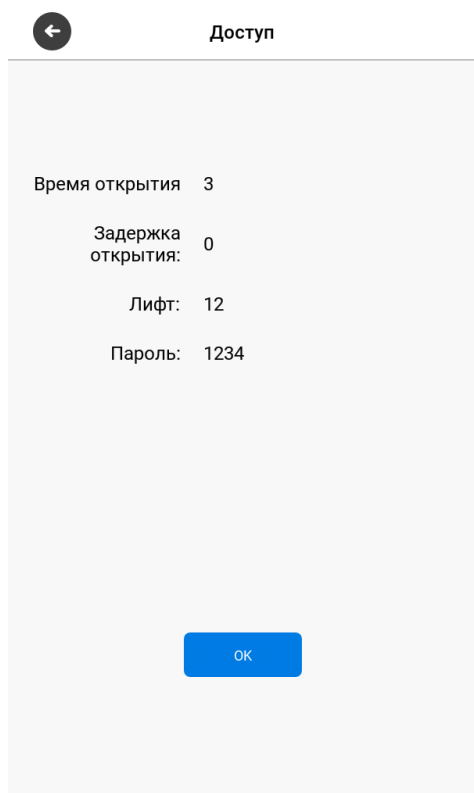 Доступ
Время открытия 3
Задержка
открытия: 0
Лифт: 12
Пароль: 1234
OK